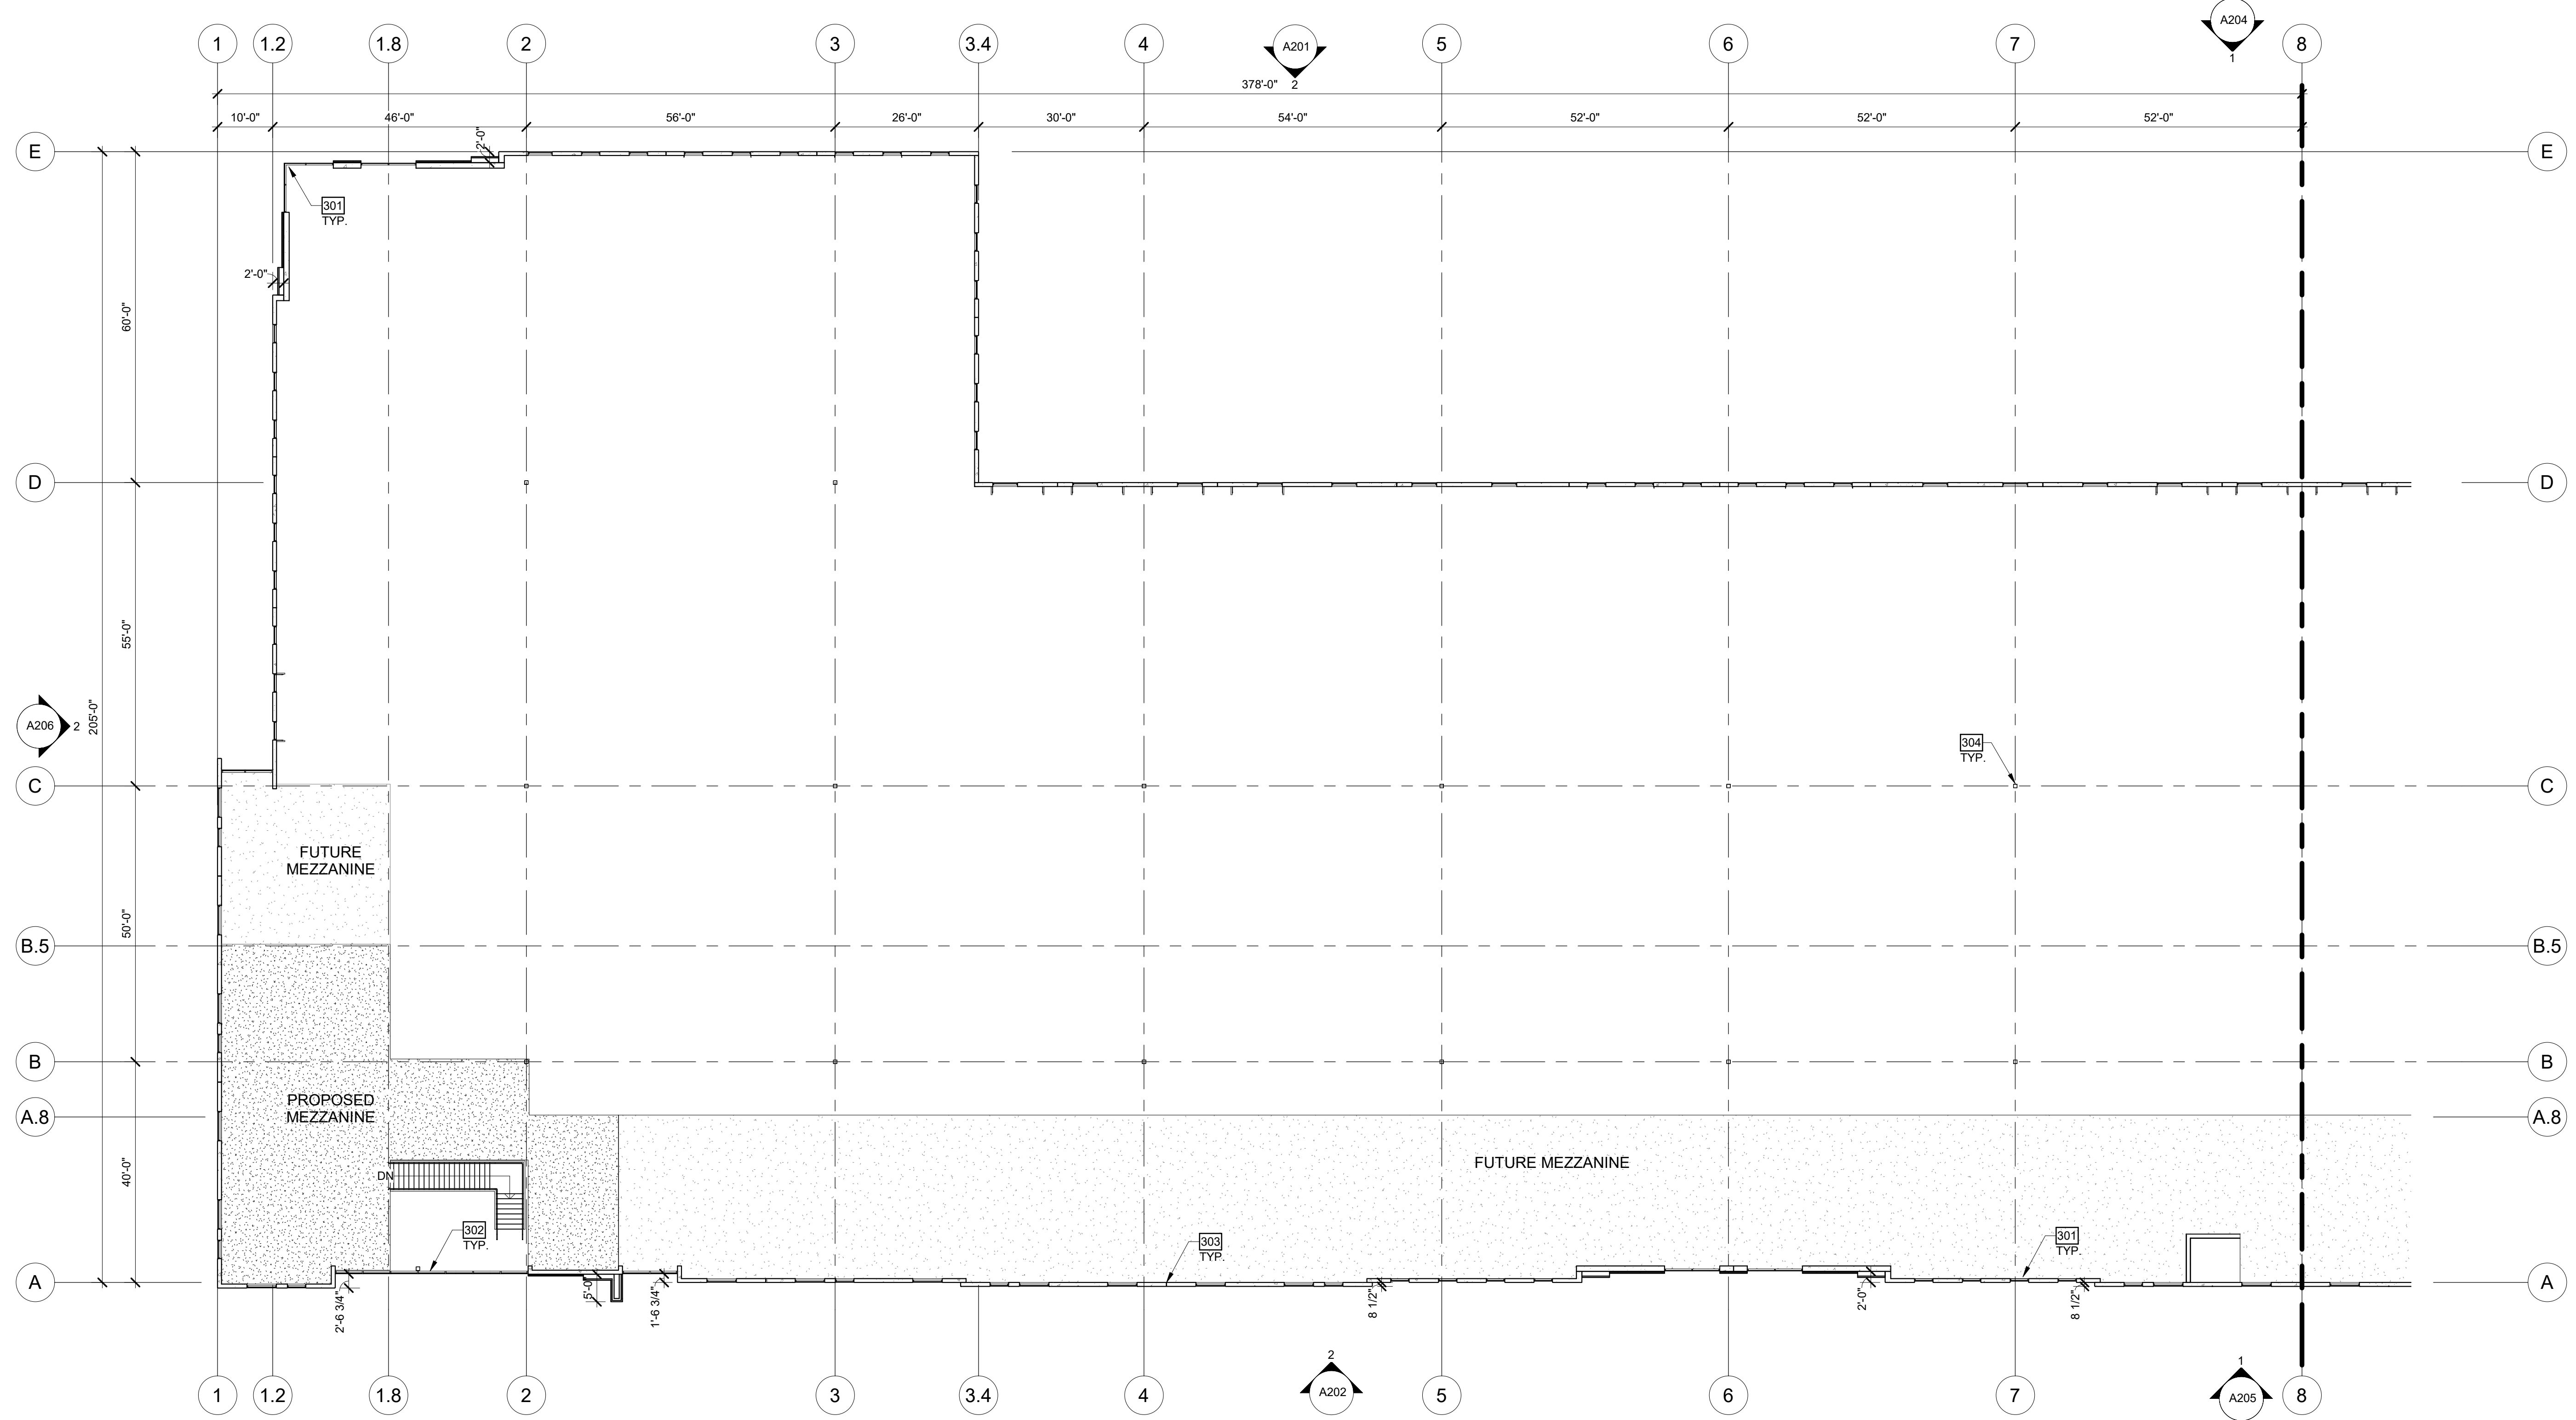 1
1.2
1.8
2
3
3.4
4
5
6
7
8
A201
2
A204
1
378'-0"
10'-0"
46'-0"
56'-0"
26'-0"
30'-0"
54'-0"
52'-0"
52'-0"
52'-0"
E
2'-0"
E
301
TYP.
2'-0"
60'-0"
D
D
55'-0"
205'-0"
A206
2
304
TYP.
C
C
FUTURE
MEZZANINE
50'-0"
B.5
B.5
B
B
PROPOSED
MEZZANINE
A.8
A.8
FUTURE MEZZANINE
40'-0"
DN
302
TYP.
303
TYP.
301
TYP.
A
A
2'-6 3/4"
5'-0"
1'-6 3/4"
8 1/2"
2'-0"
8 1/2"
2
A202
1
A205
1
1.2
1.8
2
3
3.4
4
5
6
7
8